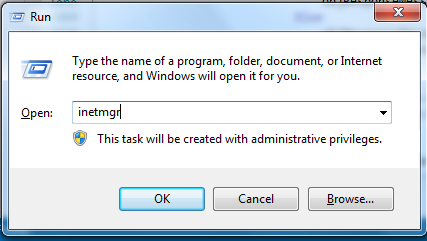 Run
Type the name of a program, folder, document, or Internet
resource, and Windows will open it for you.
Open: inetmgr
This task will be created with administrative privileges.
OK Cancel Browse...